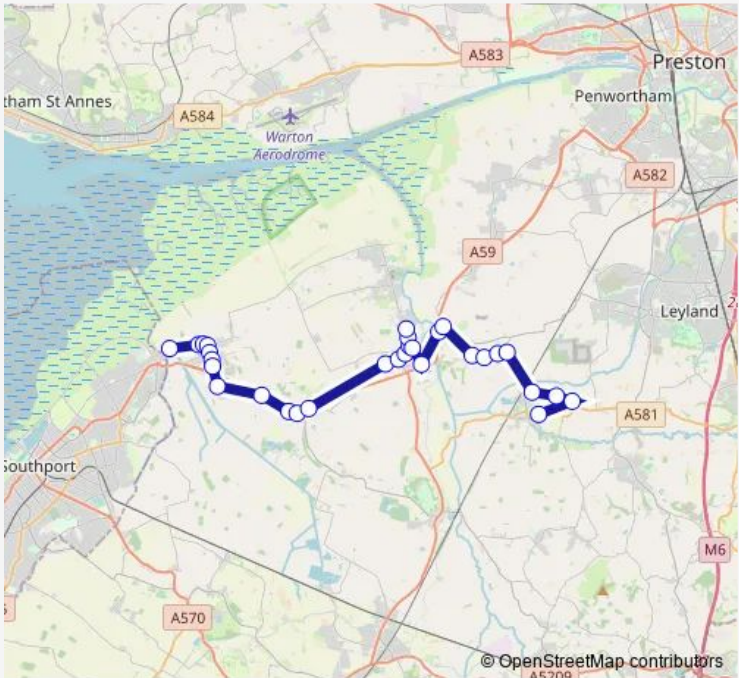 A583
Preston
Penwortham
tham St Annes
A584
Warton
Aerodrome
A582
A59
Leyland
A581
Southport
M6
A570
© OpenStreetMap contributors
A5209